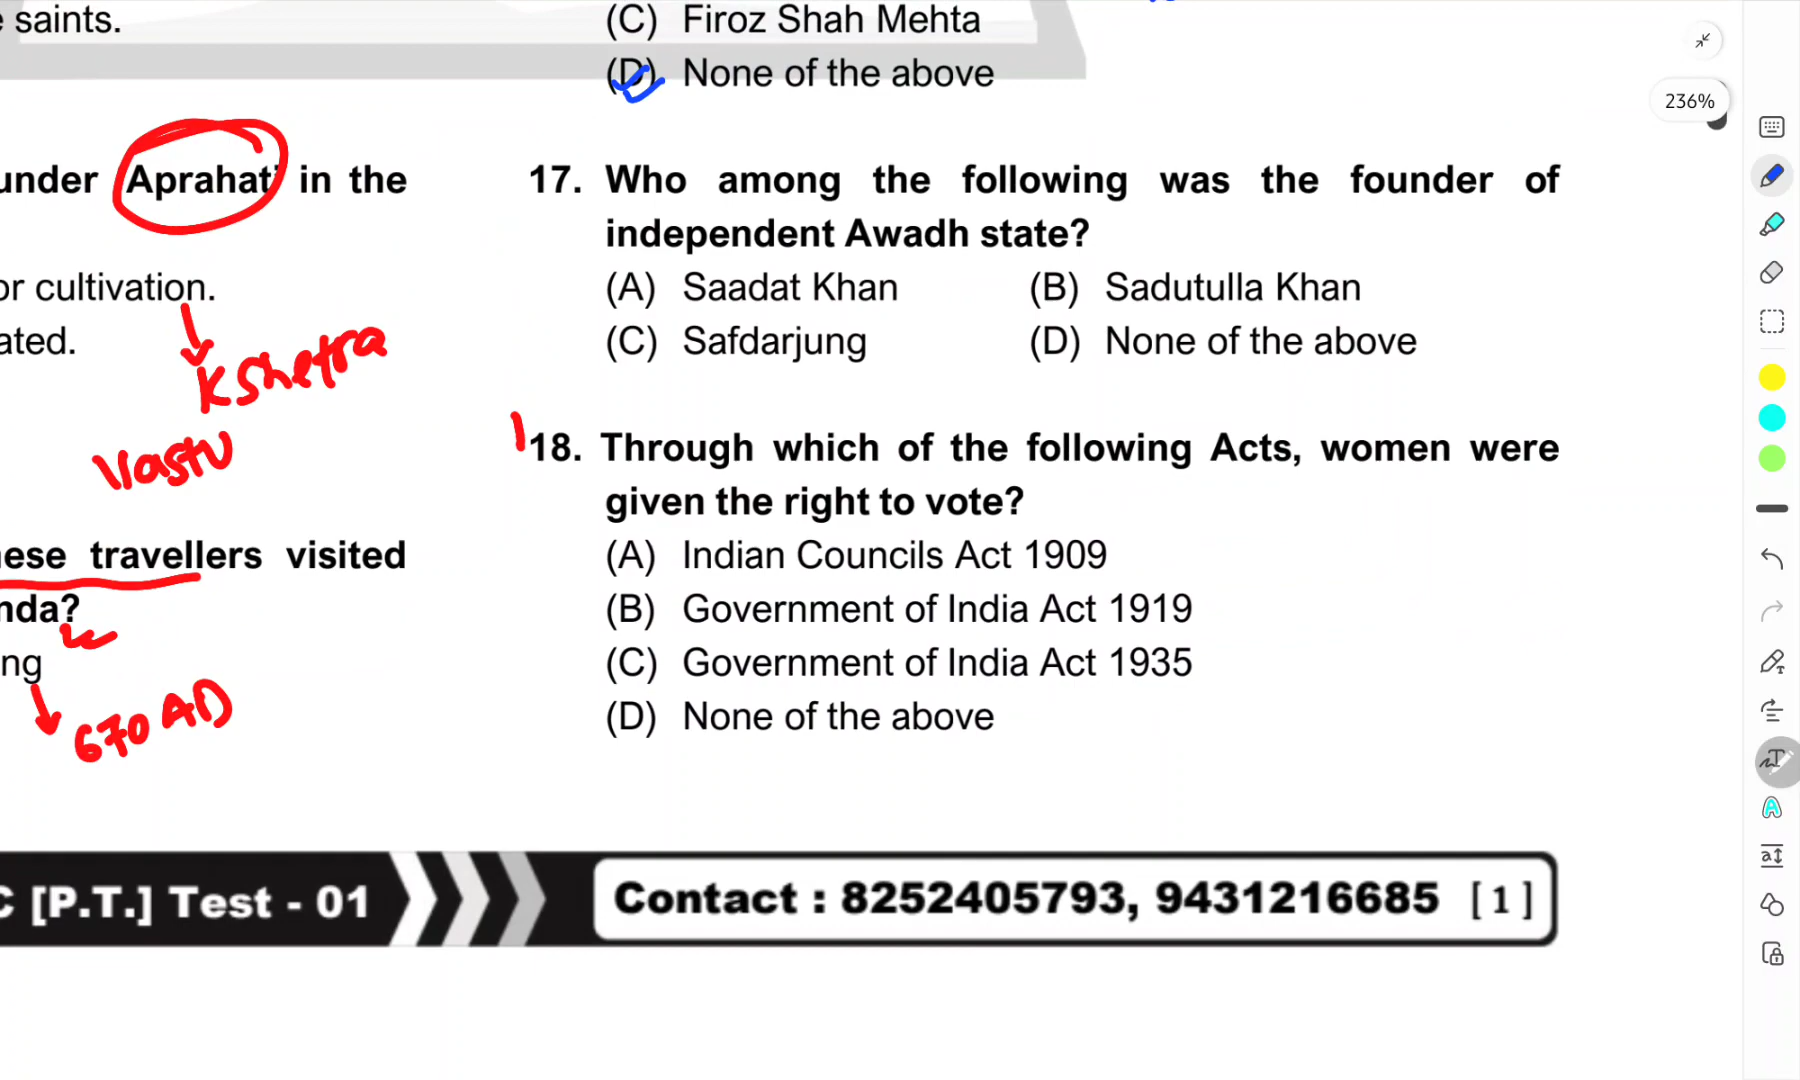 saints.
under Aprahati in the
or cultivation.
ated.
Kshetra
Vastu
nese travellers visited
nda?
ng
670 AD
(C) Firoz Shah Mehta
(D) None of the above
17. Who among the following was the founder of
independent Awadh state?
(A) Saadat Khan (B) Sadutulla Khan
(C) Safdarjung (D) None of the above
18. Through which of the following Acts, women were
given the right to vote?
(A) Indian Councils Act 1909
(B) Government of India Act 1919
(C) Government of India Act 1935
(D) None of the above
C [P.T.] Test - 01
Contact : 8252405793, 9431216685 [1]
236%